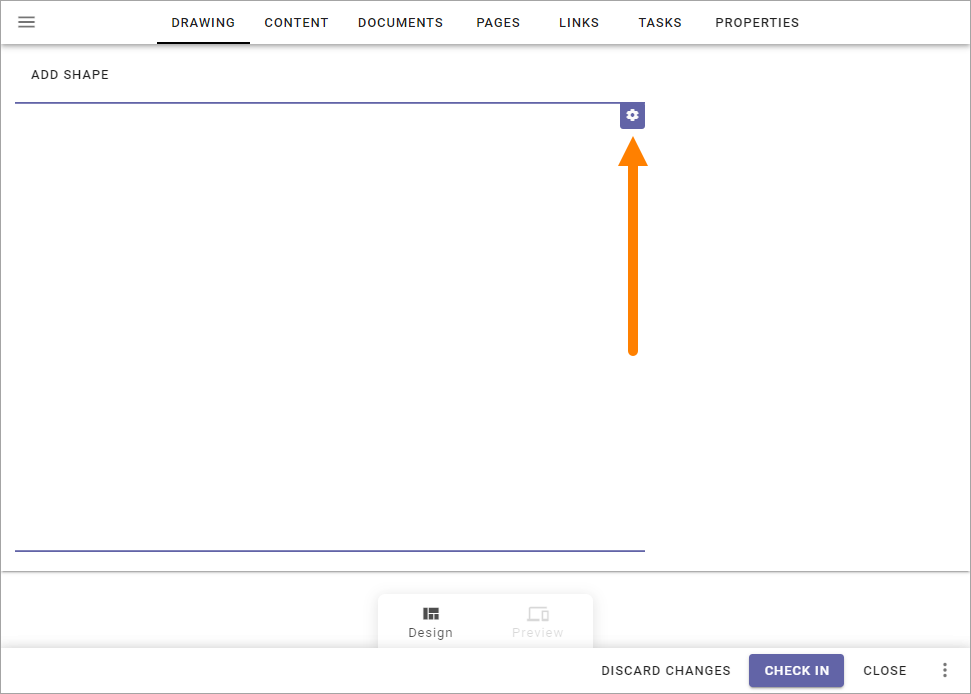 DRAWING CONTENT DOCUMENTS PAGES LINKS TASKS PROPERTIES
ADD SHAPE
Design Preview
DISCARD CHANGES CHECK IN CLOSE